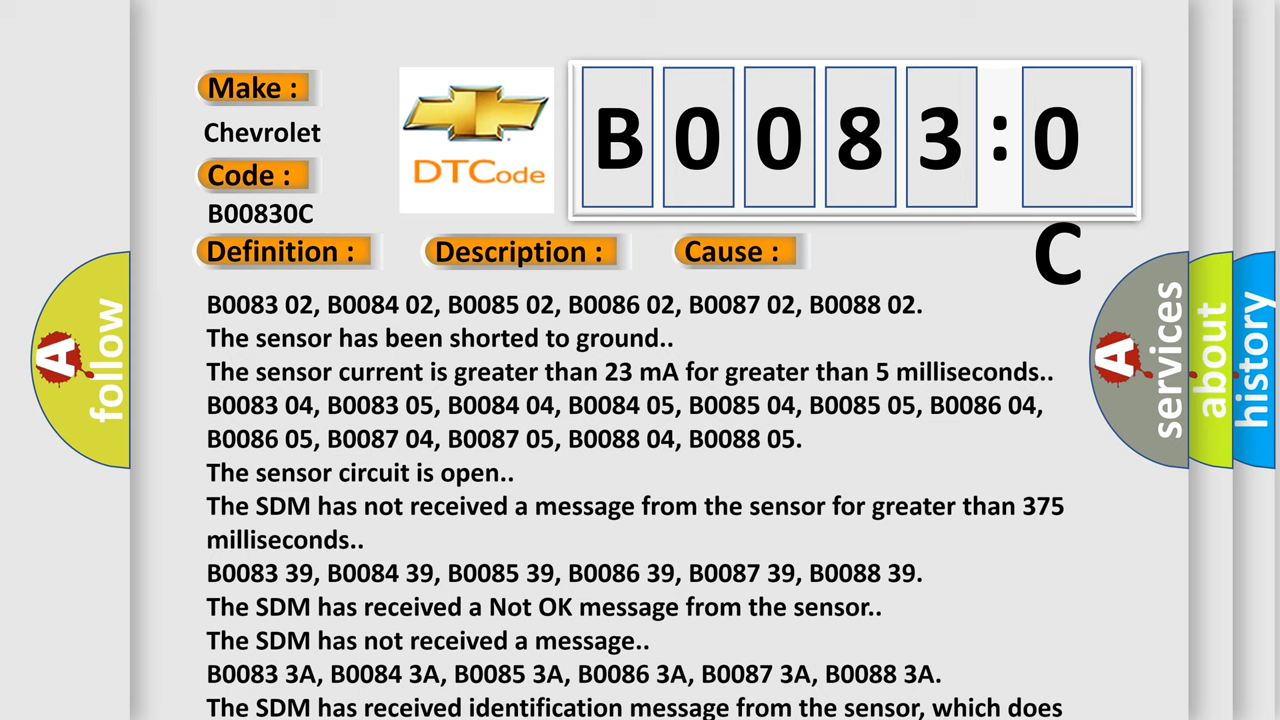 Make :
Chevrolet
Code :
B00830C
DTCode
B0083:0
C
Definition :
Description :
Cause :
B0083 02, B0084 02, B0085 02, B0086 02, B0087 02, B0088 02.
The sensor has been shorted to ground..
The sensor current is greater than 23 mA for greater than 5 milliseconds..
B0083 04, B0083 05, B0084 04, B0084 05, B0085 04, B0085 05, B0086 04,
B0086 05, B0087 04, B0087 05, B0088 04, B0088 05.
The sensor circuit is open..
The SDM has not received a message from the sensor for greater than 375
milliseconds..
B0083 39, B0084 39, B0085 39, B0086 39, B0087 39, B0088 39.
The SDM has received a Not OK message from the sensor..
The SDM has not received a message..
B0083 3A, B0084 3A, B0085 3A, B0086 3A, B0087 3A, B0088 3A.
The SDM has received identification message from the sensor, which does
A follow
A services
about
history